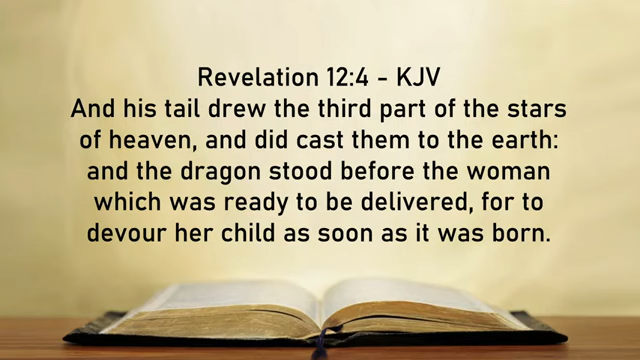 Revelation 12:4 - KJV
And his tail drew the third part of the stars
of heaven, and did cast them to the earth:
and the dragon stood before the woman
which was ready to be delivered, for to
devour her child as soon as it was born.